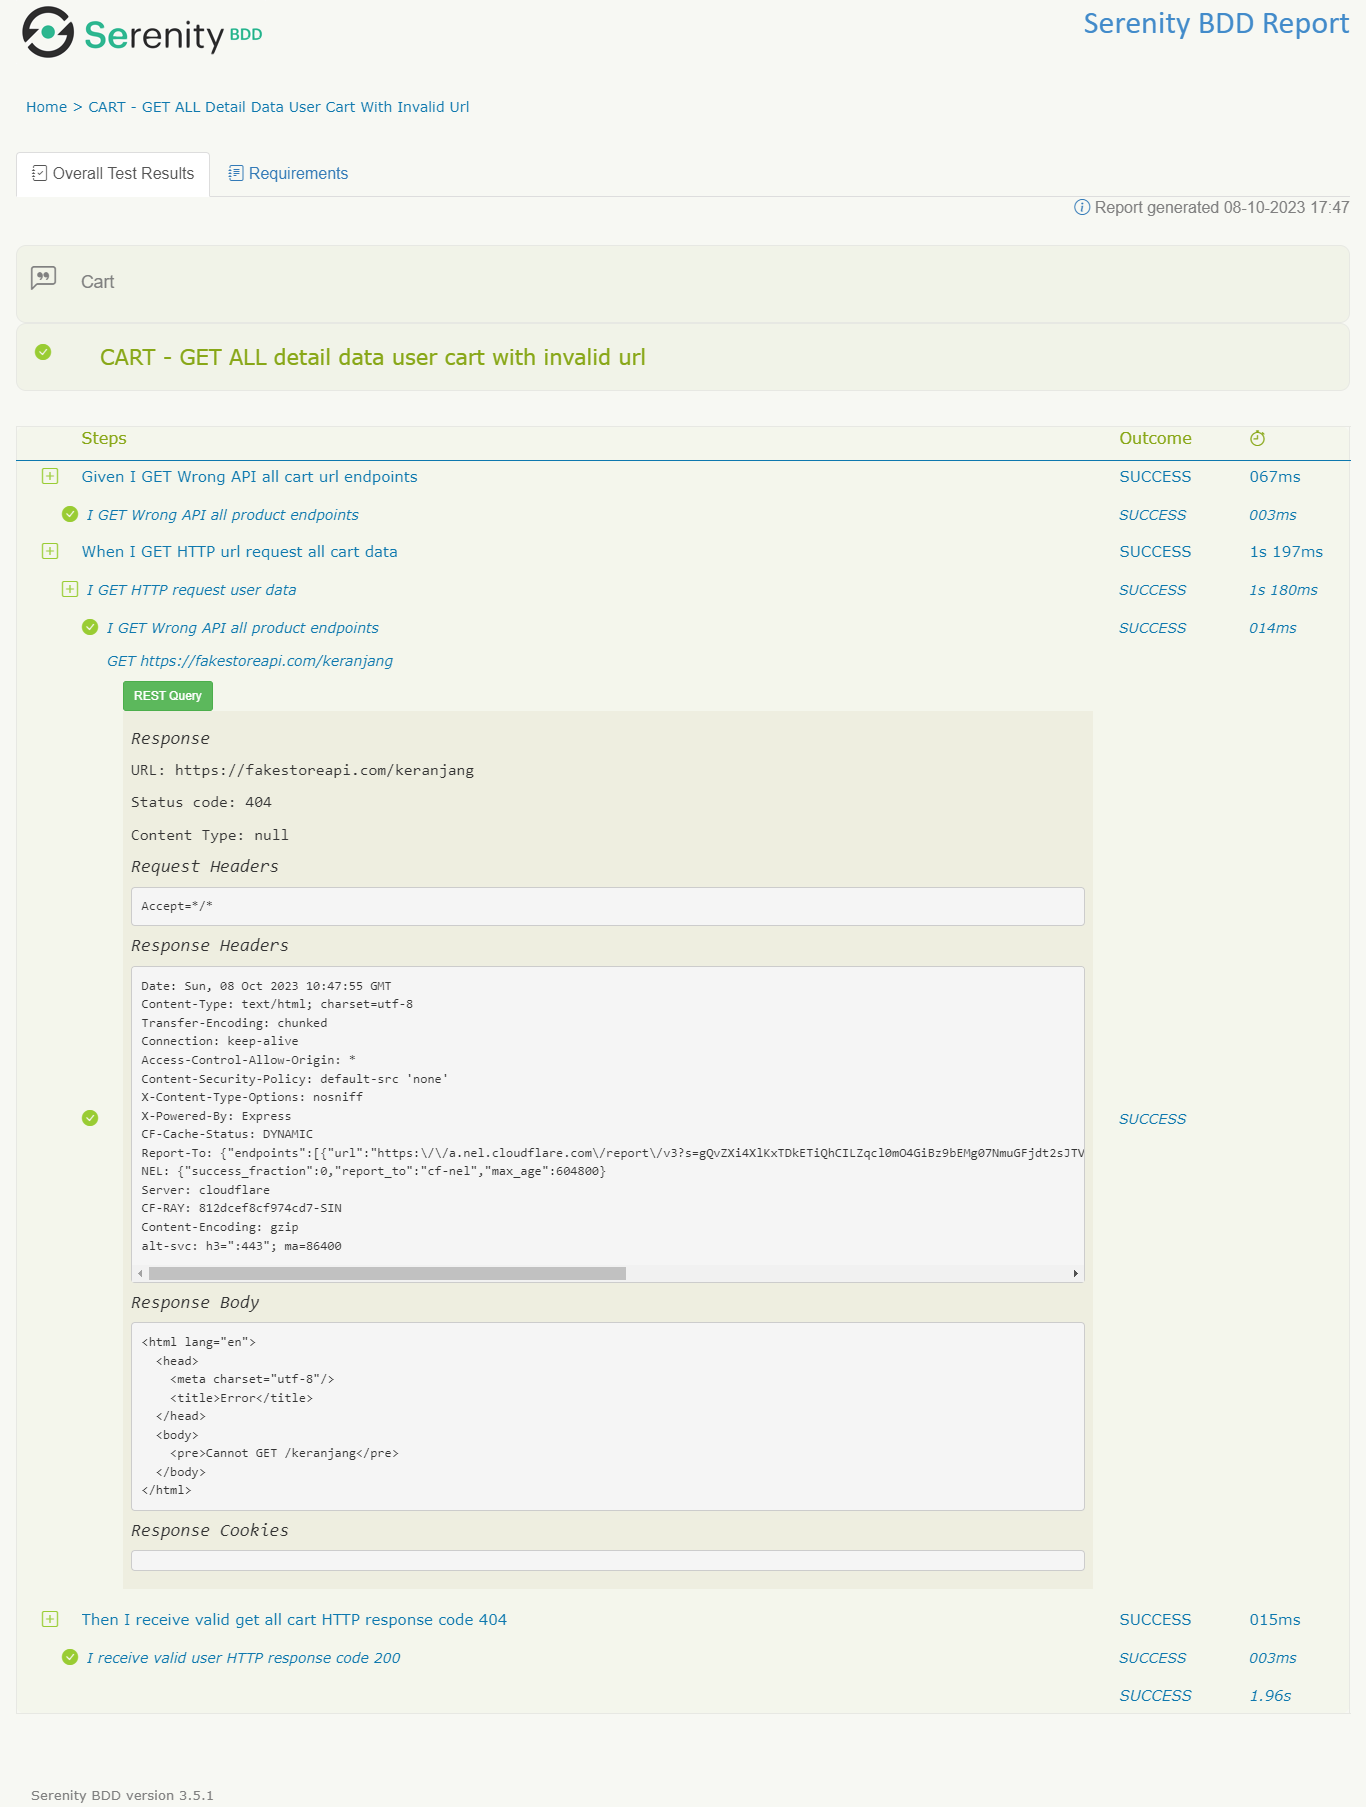 Serenity BDD
Serenity BDD Report
Home > CART - GET ALL Detail Data User Cart With Invalid Url
Overall Test Results
Requirements
Report generated 08-10-2023 17:47
Cart
CART - GET ALL detail data user cart with invalid url
Steps Outcome
Given I GET Wrong API all cart url endpoints SUCCESS 067ms
I GET Wrong API all product endpoints SUCCESS 003ms
When I GET HTTP url request all cart data SUCCESS 1s 197ms
I GET HTTP request user data SUCCESS 1s 180ms
I GET Wrong API all product endpoints SUCCESS 014ms
GET https://fakestoreapi.com/keranjang
REST Query
Response
URL: https://fakestoreapi.com/keranjang
Status code: 404
Content Type: null
Request Headers
Accept=*/*
Response Headers
Date: Sun, 08 Oct 2023 10:47:55 GMT
Content-Type: text/html; charset=utf-8
Transfer-Encoding: chunked
Connection: keep-alive
Access-Control-Allow-Origin: *
Content-Security-Policy: default-src 'none'
X-Content-Type-Options: nosniff
X-Powered-By: Express
SUCCESS
CF-Cache-Status: DYNAMIC
Report-To: {"endpoints":[{"url":"https:\/\/a.nel.cloudflare.com\/report\/v3?s=gQvZXi4XlKxTDkETiQhCILZqcl0mO4GiBz9bEMg07NmuGFjdt2sJTV
NEL: {"success_fraction":0,"report_to":"cf-nel","max_age":604800}
Server: cloudflare
CF-RAY: 812dcef8cf974cd7-SIN
Content-Encoding: gzip
alt-svc: h3=":443"; ma=86400
Response Body
<html lang="en">
  <head>
    <meta charset="utf-8"/>
    <title>Error</title>
  </head>
  <body>
    <pre>Cannot GET /keranjang</pre>
  </body>
</html>
Response Cookies
Then I receive valid get all cart HTTP response code 404 SUCCESS 015ms
I receive valid user HTTP response code 200 SUCCESS 003ms
SUCCESS 1.96s
Serenity BDD version 3.5.1